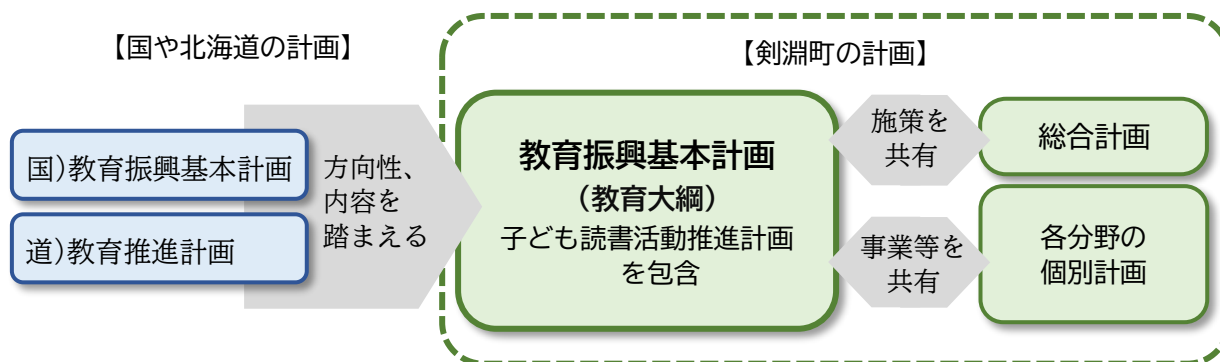 【国や北海道の計画】
【剣淵町の計画】
国)教育振興基本計画
道)教育推進計画
方向性、
内容を
踏まえる
教育振興基本計画
（教育大綱）
子ども読書活動推進計画
を包含
施策を
共有
事業等を
共有
総合計画
各分野の
個別計画